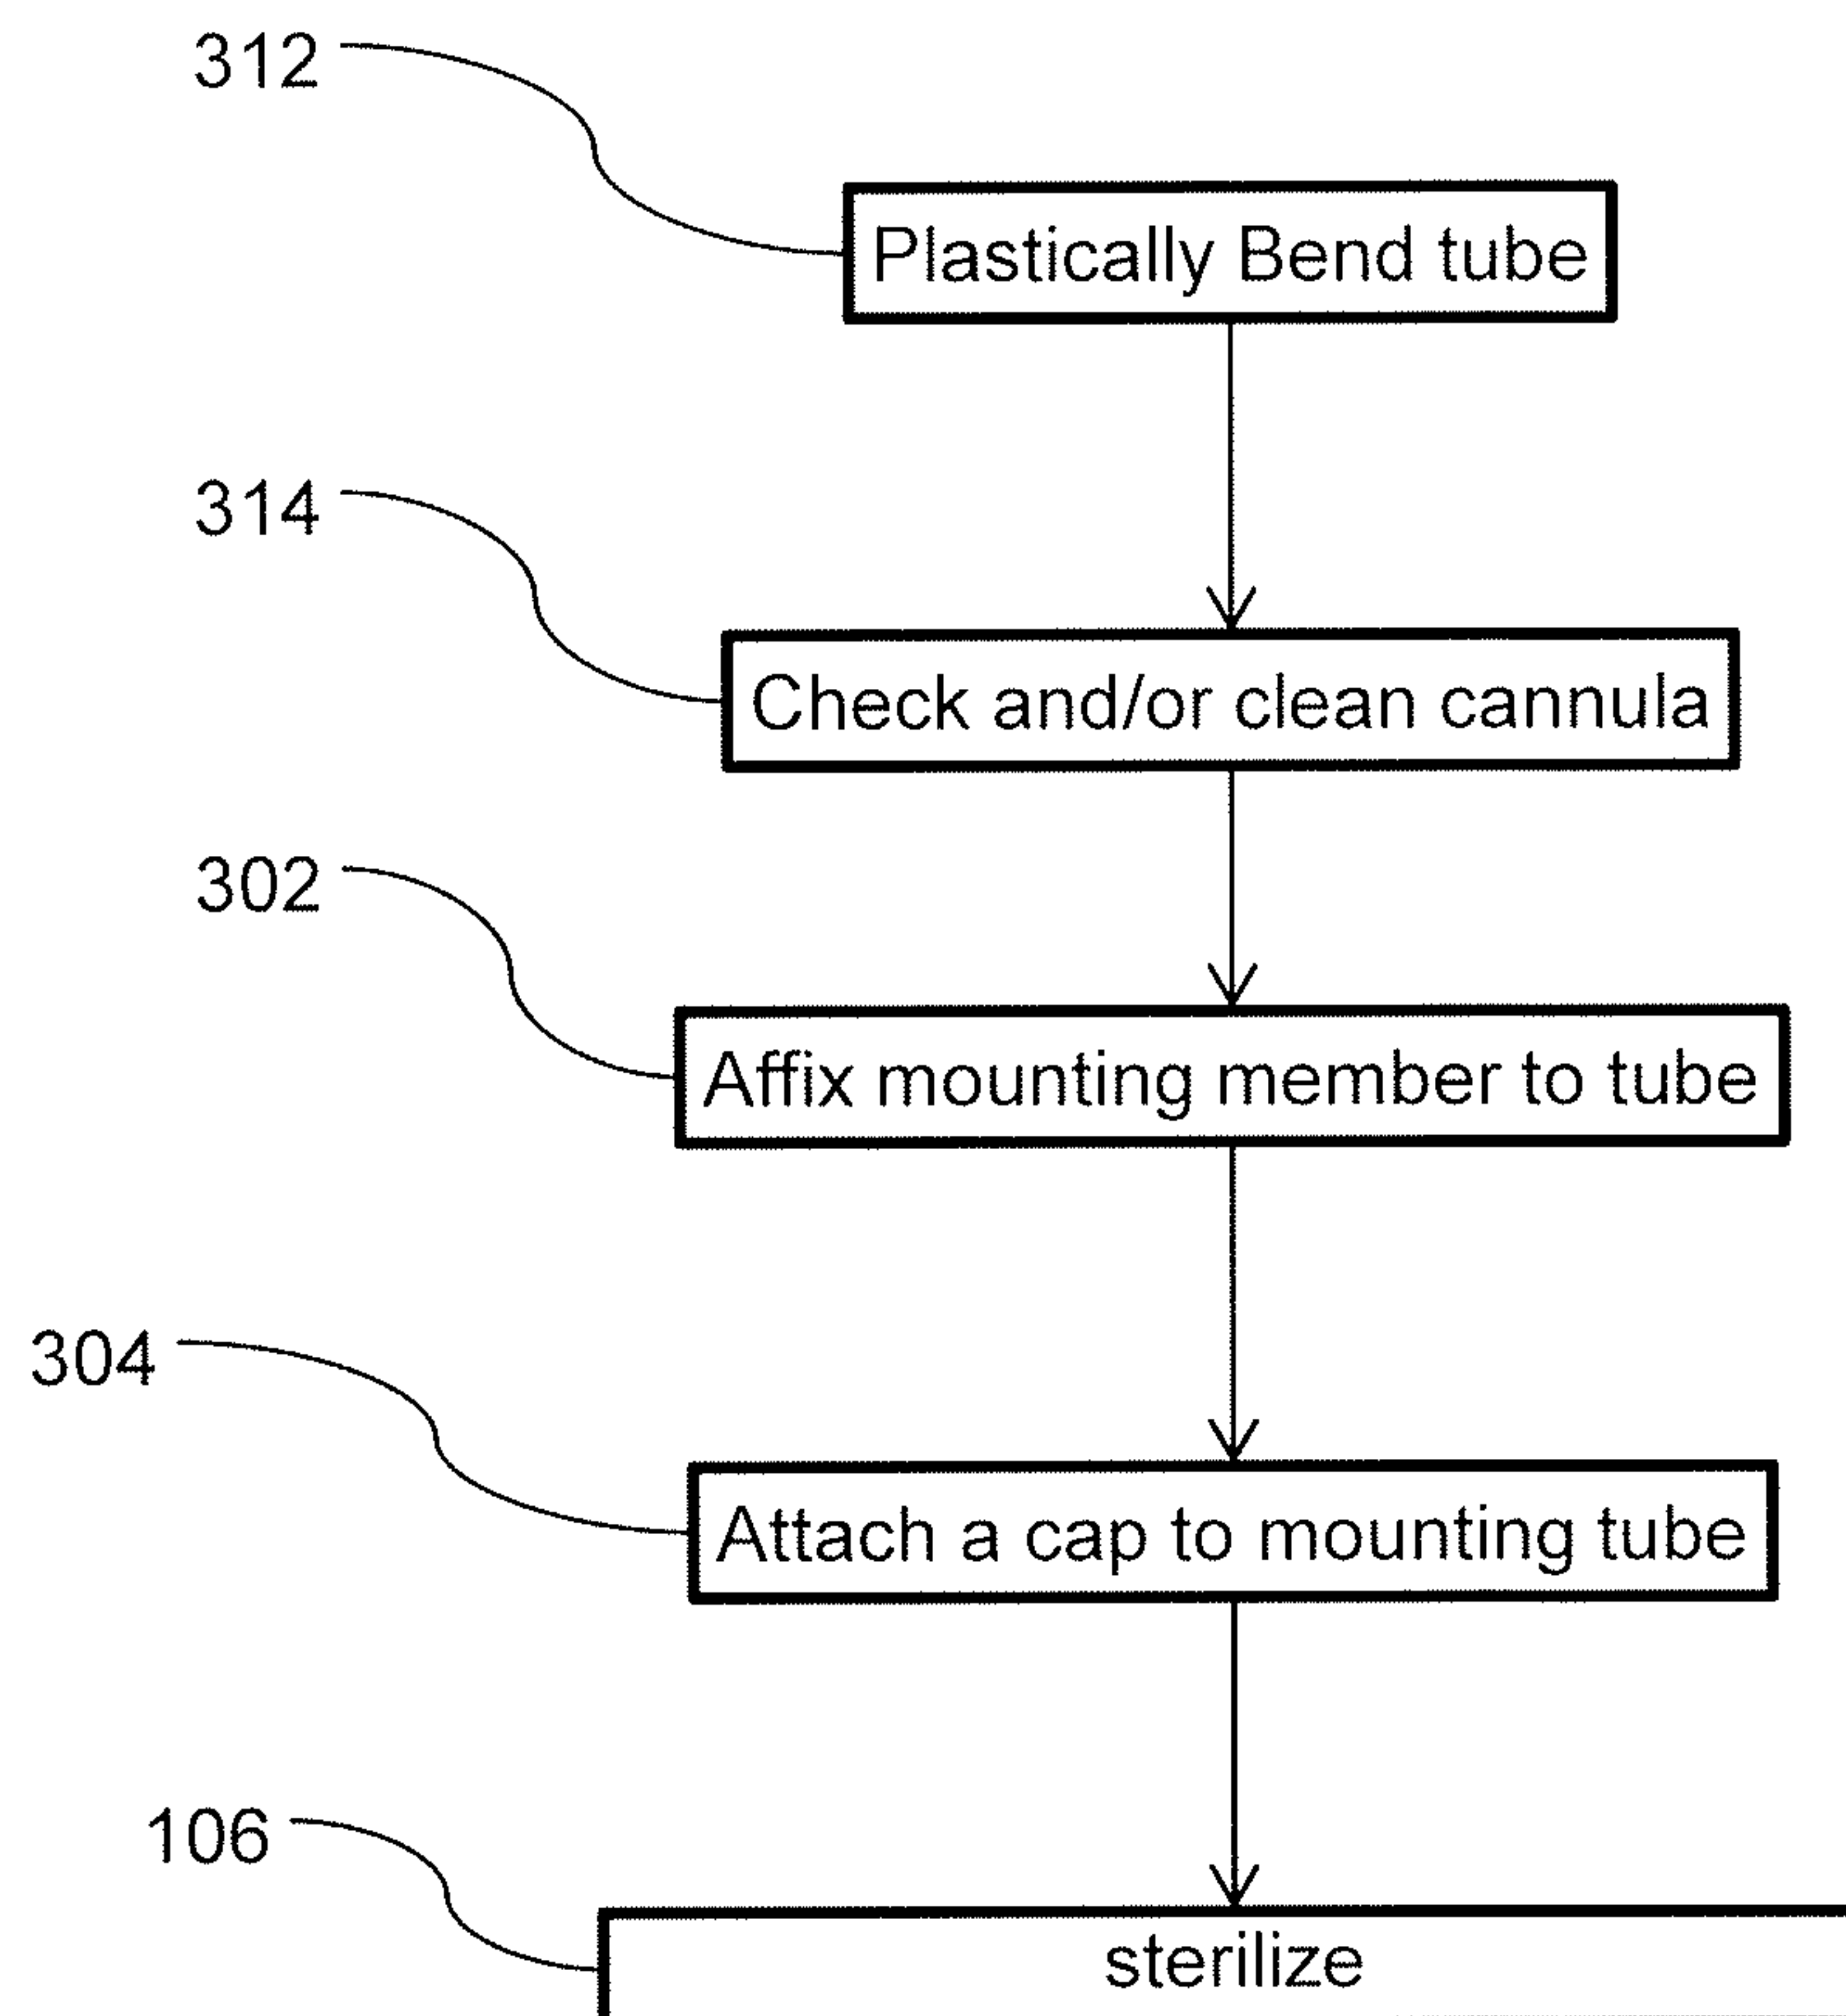 312
Plastically Bend tube
314
Check and/or clean cannula
302
Affix mounting member to tube
304
Attach a cap to mounting tube
106
sterilize